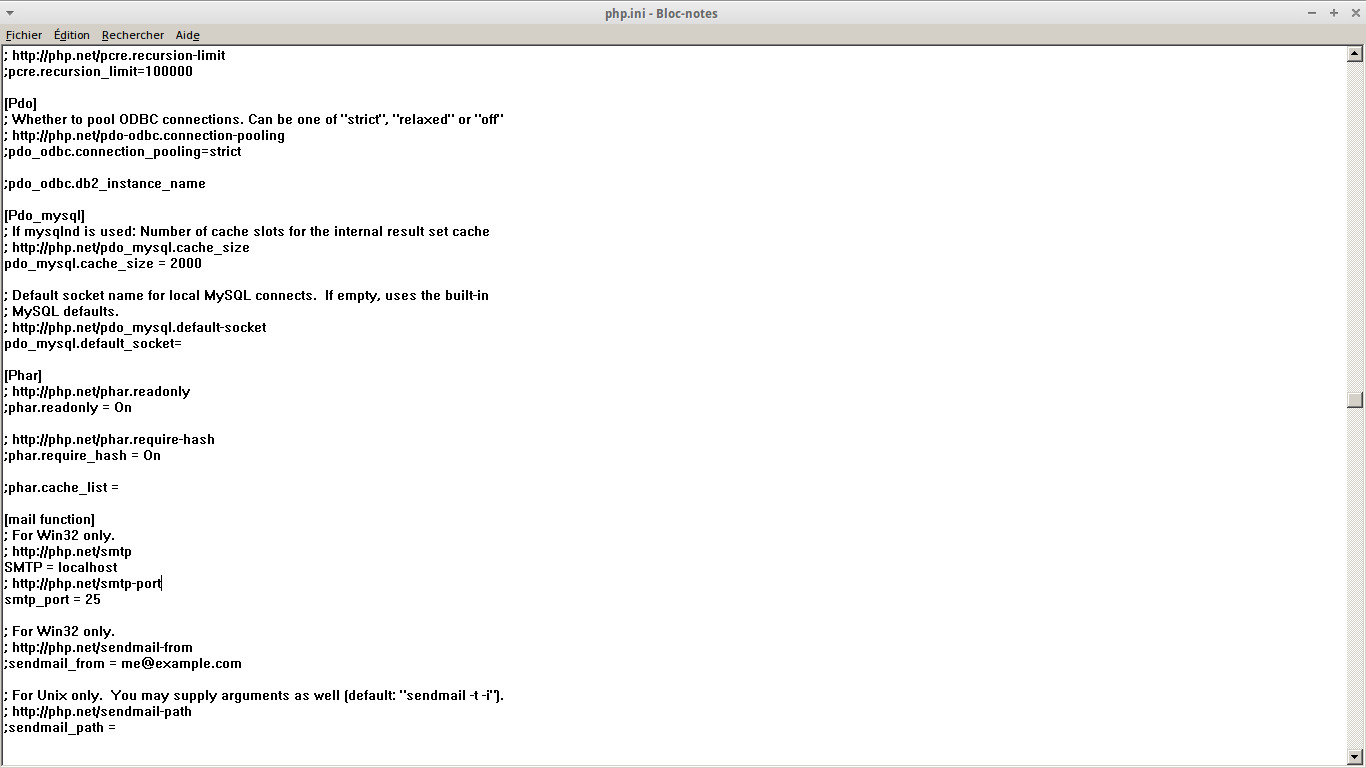 php.ini - Bloc-notes
Fichier Édition Rechercher Aide
; http://php.net/pcre.recursion-limit
;pcre.recursion_limit=100000
[Pdo]
; Whether to pool ODBC connections. Can be one of "strict", "relaxed" or "off"
; http://php.net/pdo-odbc.connection-pooling
;pdo_odbc.connection_pooling=strict
;pdo_odbc.db2_instance_name
[Pdo_mysql]
; If mysqlnd is used: Number of cache slots for the internal result set cache
; http://php.net/pdo_mysql.cache_size
pdo_mysql.cache_size = 2000
; Default socket name for local MySQL connects.  If empty, uses the built-in
; MySQL defaults.
; http://php.net/pdo_mysql.default-socket
pdo_mysql.default_socket=
[Phar]
; http://php.net/phar.readonly
;phar.readonly = On
; http://php.net/phar.require-hash
;phar.require_hash = On
;phar.cache_list =
[mail function]
; For Win32 only.
; http://php.net/smtp
SMTP = localhost
; http://php.net/smtp-port
smtp_port = 25
; For Win32 only.
; http://php.net/sendmail-from
;sendmail_from = me@example.com
; For Unix only.  You may supply arguments as well (default: "sendmail -t -i").
; http://php.net/sendmail-path
;sendmail_path =